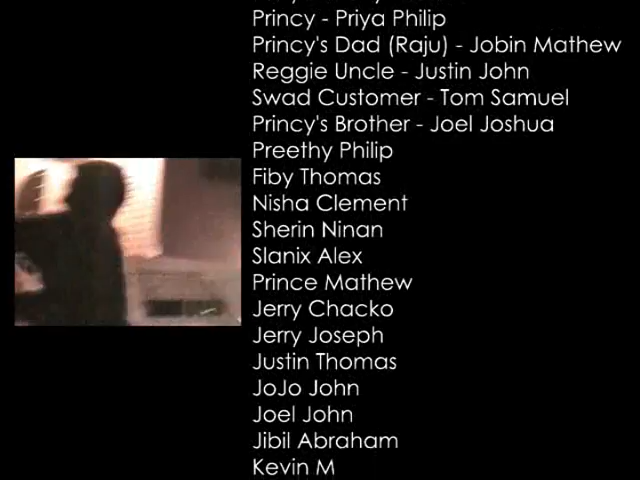 Princy - Priya Philip
Princy's Dad (Raju) - Jobin Mathew
Reggie Uncle - Justin John
Swad Customer - Tom Samuel
Princy's Brother - Joel Joshua
Preethy Philip
Fiby Thomas
Nisha Clement
Sherin Ninan
Slanix Alex
Prince Mathew
Jerry Chacko
Jerry Joseph
Justin Thomas
JoJo John
Joel John
Jibil Abraham
Kevin M